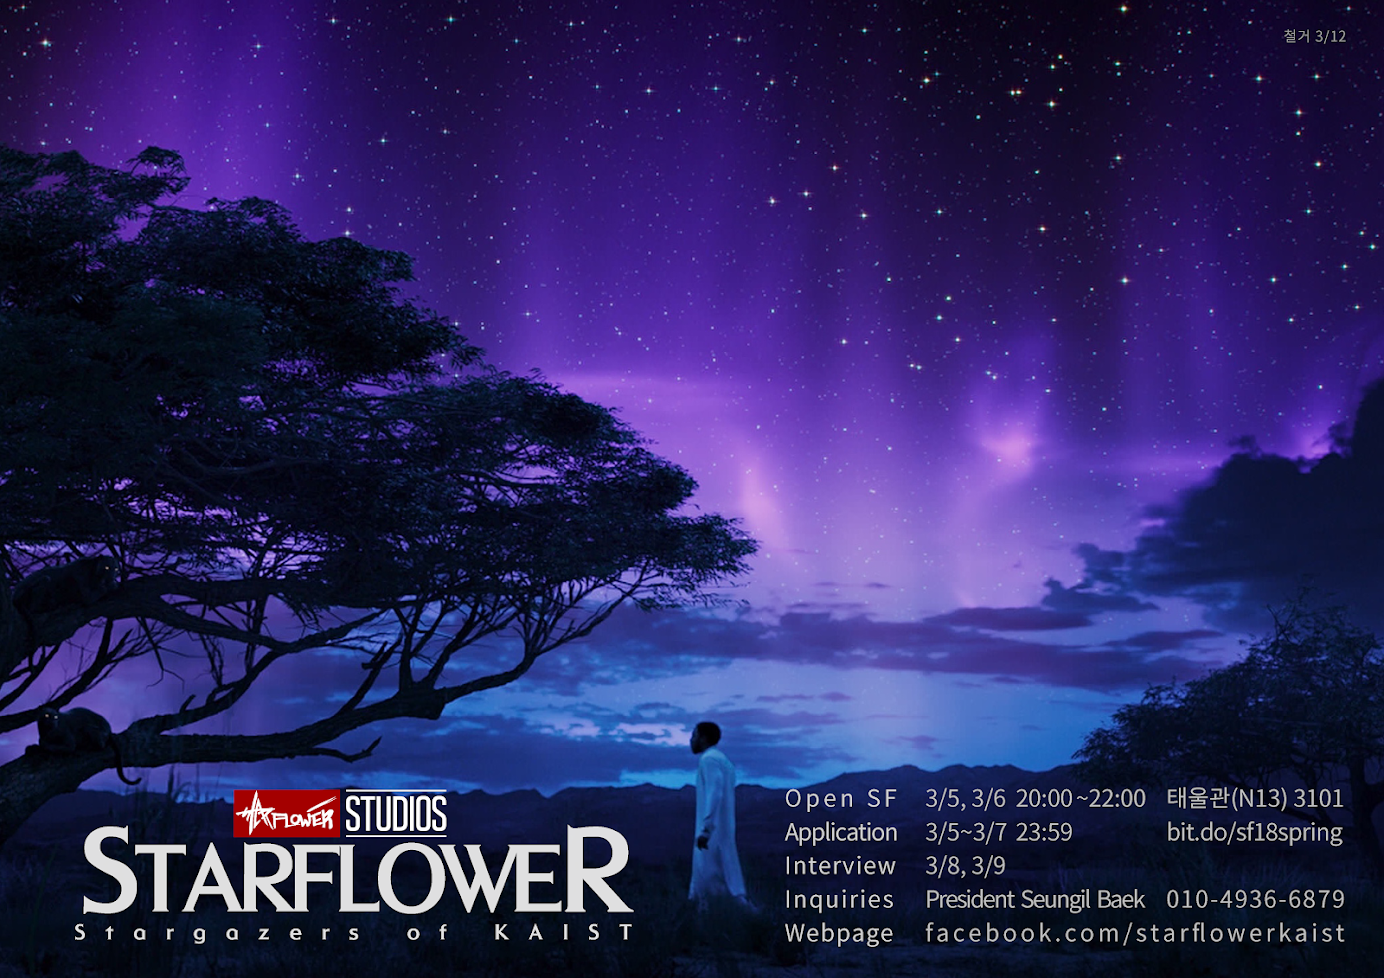 철거 3/12
STARFLOWER STUDIOS
STARFLOWER
Stargazers of KAIST
Open SF 3/5, 3/6 20:00~22:00 태울관(N13) 3101
Application 3/5~3/7 23:59 bit.do/sf18spring
Interview 3/8, 3/9
Inquiries President Seungil Baek 010-4936-6879
Webpage facebook.com/starflowerkaist